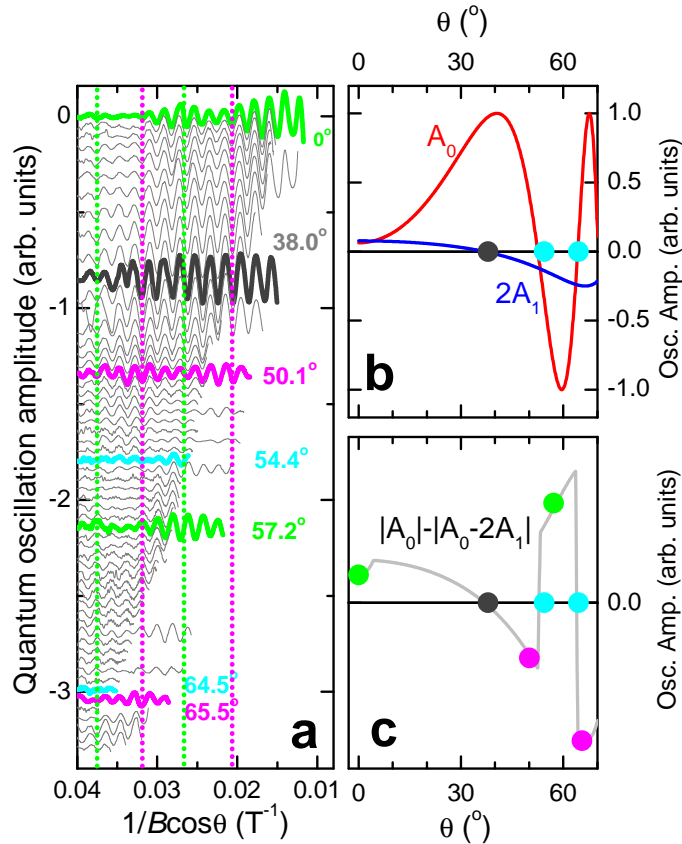 θ (°)
0 30 60
Quantum oscillation amplitude (arb. units)
0
-1
-2
-3
0°
38.0°
50.1°
54.4°
57.2°
64.5°
65.5°
a
0.04 0.03 0.02 0.01
1/Bcosθ (T⁻¹)
A₀
2A₁
b
1.0
0.5
0.0
-0.5
-1.0
Osc. Amp. (arb. units)
|A₀|-|A₀-2A₁|
c
0.0
Osc. Amp. (arb. units)
0 30 60
θ (°)